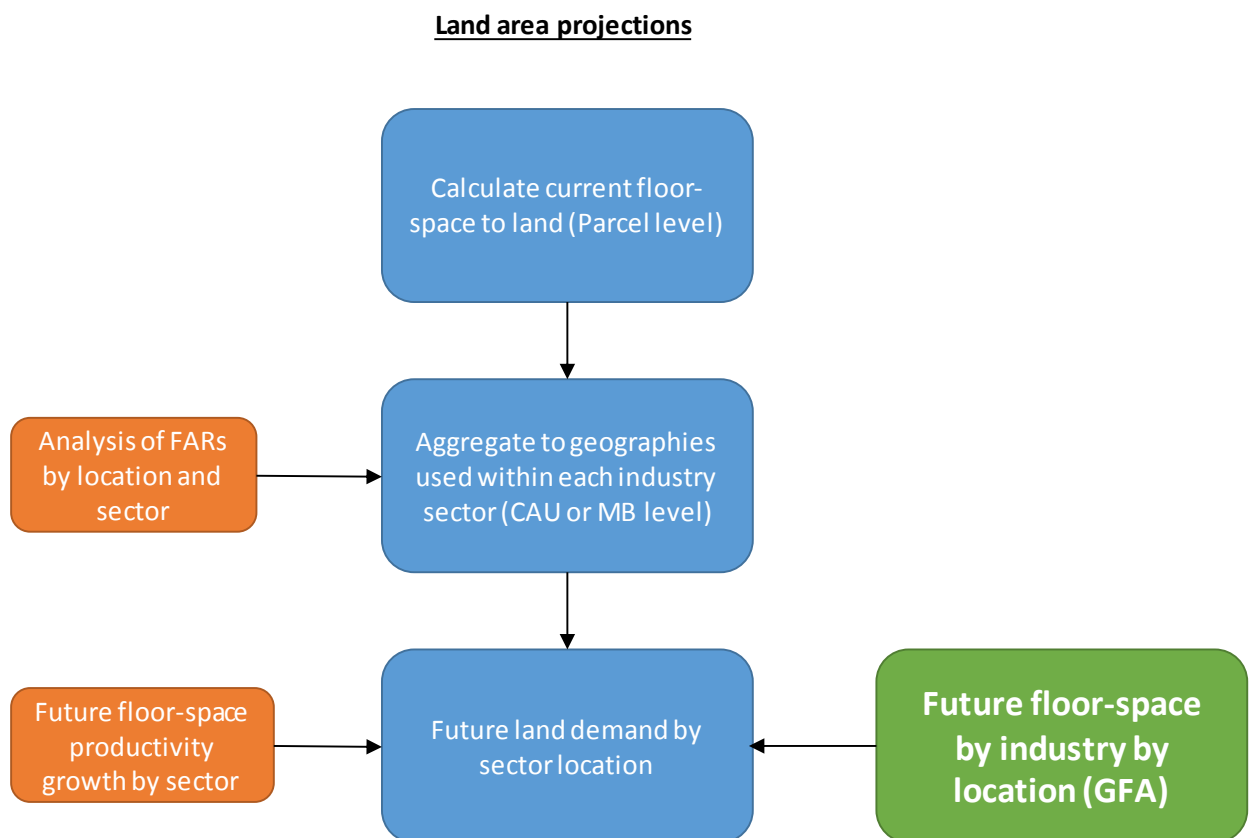 Land area projections
Calculate current floor-
space to land (Parcel level)
Analysis of FARs
by location and
sector
Aggregate to geographies
used within each industry
sector (CAU or MB level)
Future floor-space
productivity
growth by sector
Future land demand by
sector location
Future floor-space
by industry by
location (GFA)